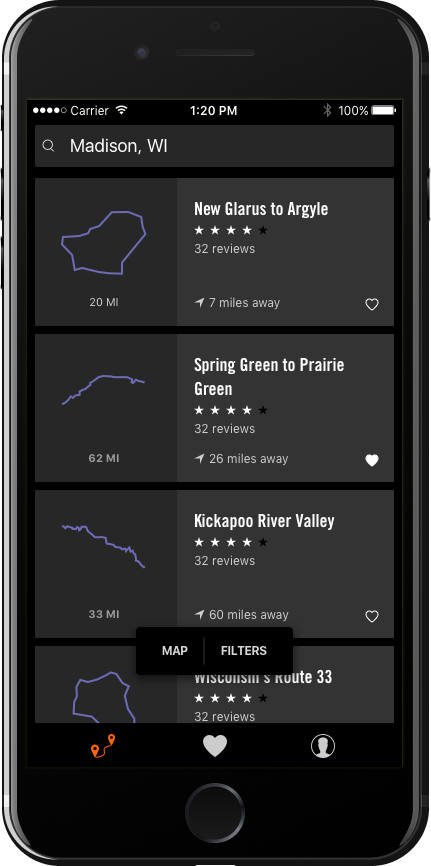 Carrier 1:20 PM 100%
Madison, WI
New Glarus to Argyle
32 reviews
20 MI
7 miles away
Spring Green to Prairie
Green
32 reviews
62 MI
26 miles away
Kickapoo River Valley
32 reviews
33 MI
60 miles away
MAP FILTERS
Wisconsin's Route 33
32 reviews